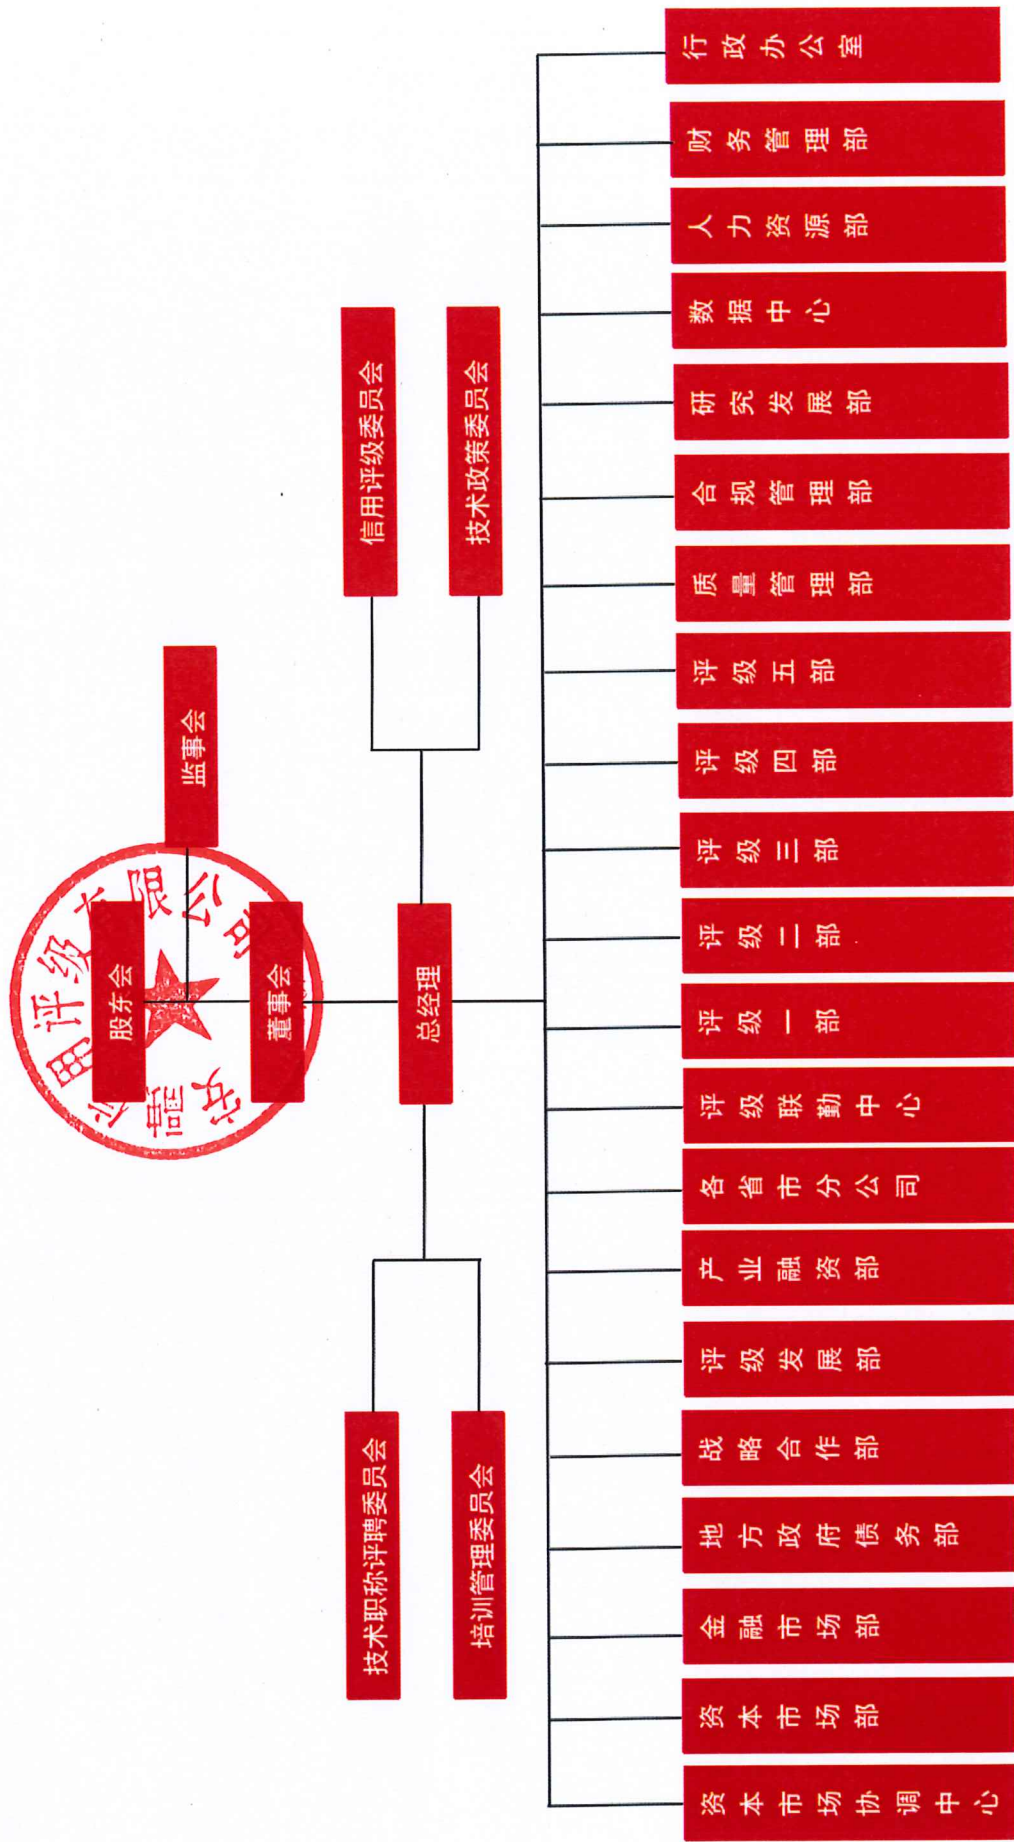 股东会
监事会
董事会
总经理
技术职称评聘委员会
培训管理委员会
信用评级委员会
技术政策委员会
资本市场协调中心
资本市场部
金融市场部
地方政府债务部
战略合作部
评级发展部
产业融资部
各省市分公司
评级联勤中心
评级一部
评级二部
评级三部
评级四部
评级五部
质量管理部
合规管理部
研究发展部
数据中心
人力资源部
财务管理部
行政办公室